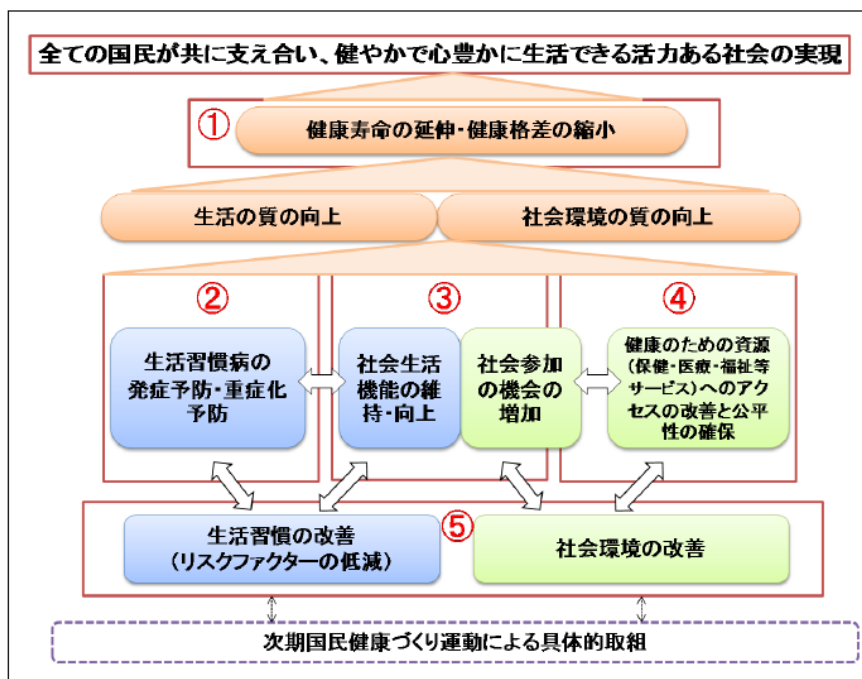 全ての国民が共に支え合い、健やかで心豊かに生活できる活力ある社会の実現
①
健康寿命の延伸・健康格差の縮小
生活の質の向上
社会環境の質の向上
②
③
④
生活習慣病の
発症予防・重症化
予防
社会生活
機能の維
持・向上
社会参加
の機会の
増加
健康のための資源
（保健・医療・福祉等
サービス）へのアク
セスの改善と公平
性の確保
⑤
生活習慣の改善
（リスクファクターの低減）
社会環境の改善
次期国民健康づくり運動による具体的取組